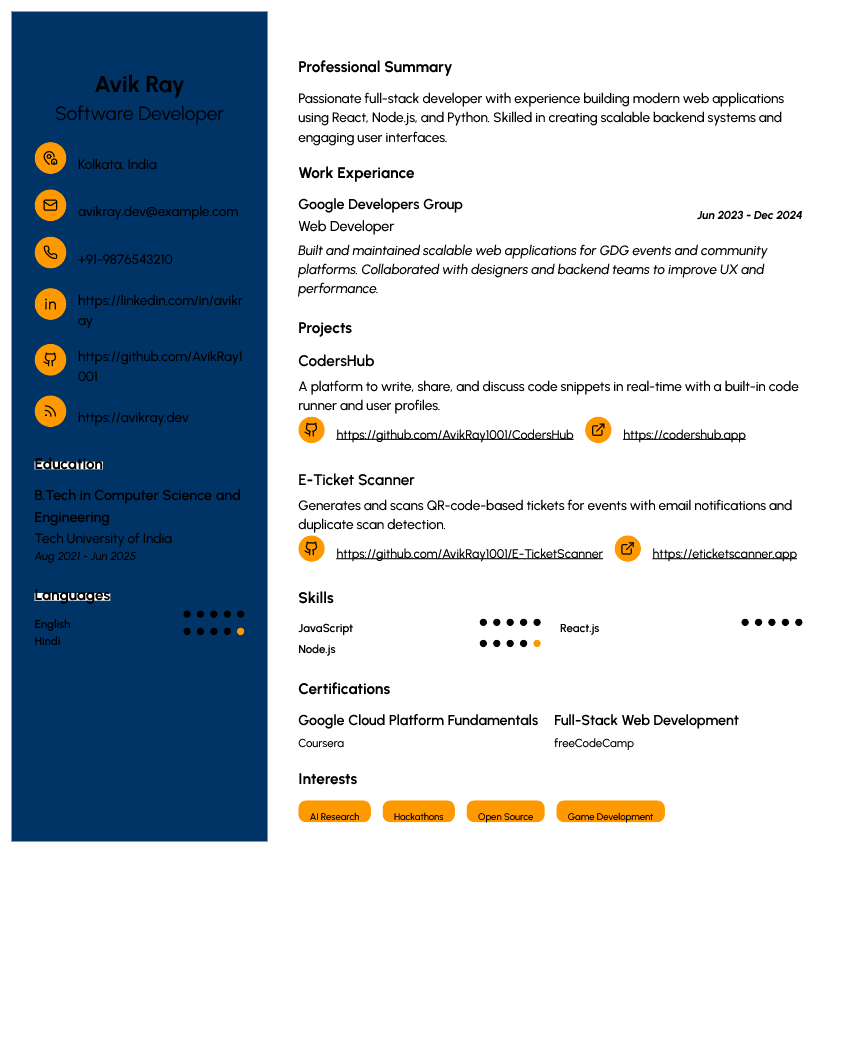 Avik Ray
Software Developer
Kolkata, India
avikray.dev@example.com
+91-9876543210
https://linkedin.com/in/avikr
ay
https://github.com/AvikRay1
001
https://avikray.dev
Education
B.Tech in Computer Science and
Engineering
Tech University of India
Aug 2021 - Jun 2025
Languages
English
Hindi
Professional Summary
Passionate full-stack developer with experience building modern web applications
using React, Node.js, and Python. Skilled in creating scalable backend systems and
engaging user interfaces.
Work Experiance
Google Developers Group
Jun 2023 - Dec 2024
Web Developer
Built and maintained scalable web applications for GDG events and community
platforms. Collaborated with designers and backend teams to improve UX and
performance.
Projects
CodersHub
A platform to write, share, and discuss code snippets in real-time with a built-in code
runner and user profiles.
https://github.com/AvikRay1001/CodersHub https://codershub.app
E-Ticket Scanner
Generates and scans QR-code-based tickets for events with email notifications and
duplicate scan detection.
https://github.com/AvikRay1001/E-TicketScanner https://eticketscanner.app
Skills
JavaScript React.js
Node.js
Certifications
Google Cloud Platform Fundamentals Full-Stack Web Development
Coursera freeCodeCamp
Interests
AI Research Hackathons Open Source Game Development